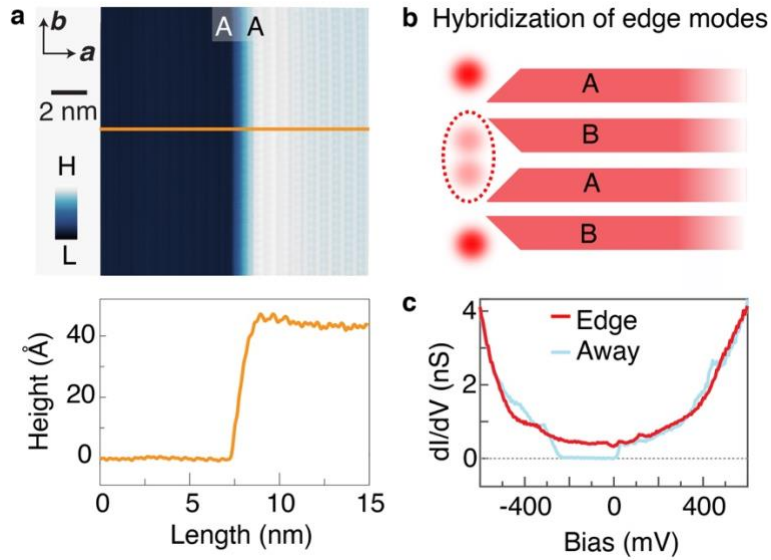 a
b
a
2 nm
H
L
A A
Height (Å)
40
20
0
0 5 10 15
Length (nm)
b Hybridization of edge modes
A
B
A
B
c
Edge
Away
dI/dV (nS)
4
2
0
-400 0 400
Bias (mV)